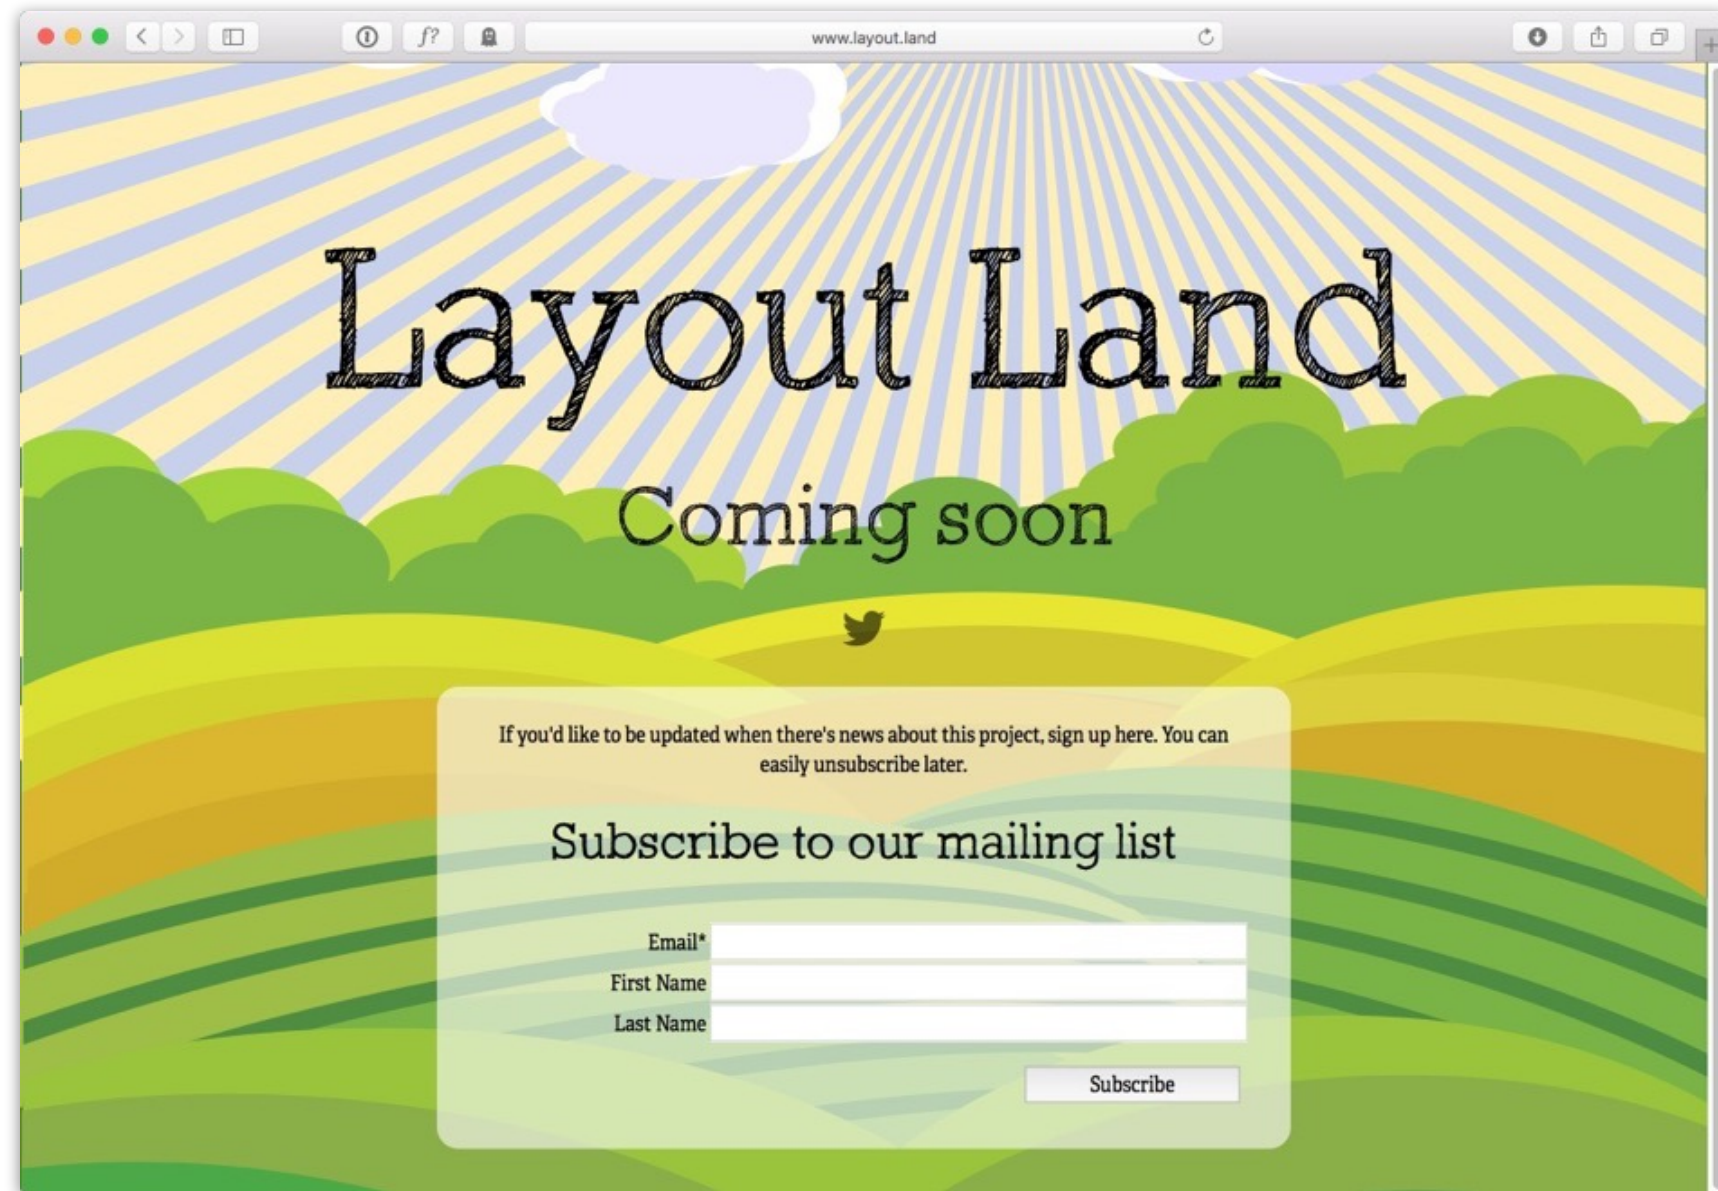 f?
www.layout.land
Layout Land
Coming soon
If you'd like to be updated when there's news about this project, sign up here. You can
easily unsubscribe later.
Subscribe to our mailing list
Email*
First Name
Last Name
Subscribe